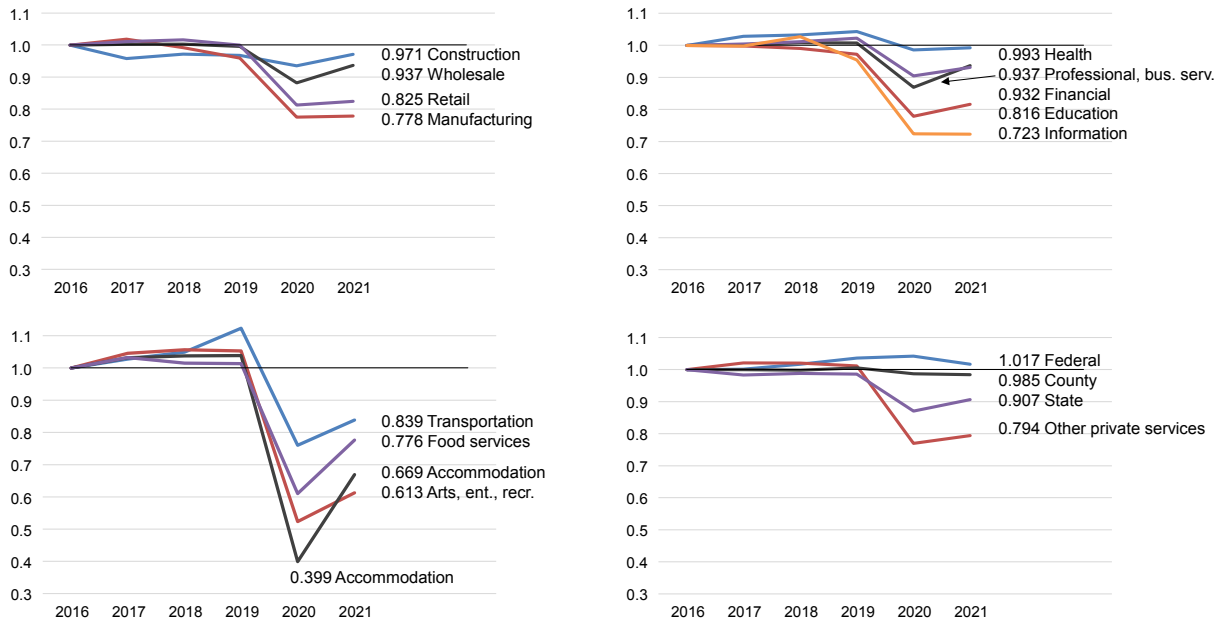 1.1
1.0
0.9
0.8
0.7
0.6
0.5
0.4
0.3
0.971 Construction
0.937 Wholesale
0.825 Retail
0.778 Manufacturing
2016 2017 2018 2019 2020 2021
1.1
1.0
0.9
0.8
0.7
0.6
0.5
0.4
0.3
0.993 Health
0.937 Professional, bus. serv.
0.932 Financial
0.816 Education
0.723 Information
2016 2017 2018 2019 2020 2021
1.1
1.0
0.9
0.8
0.7
0.6
0.5
0.4
0.3
0.839 Transportation
0.776 Food services
0.669 Accommodation
0.613 Arts, ent., recr.
0.399 Accommodation
2016 2017 2018 2019 2020 2021
1.1
1.0
0.9
0.8
0.7
0.6
0.5
0.4
0.3
1.017 Federal
0.985 County
0.907 State
0.794 Other private services
2016 2017 2018 2019 2020 2021